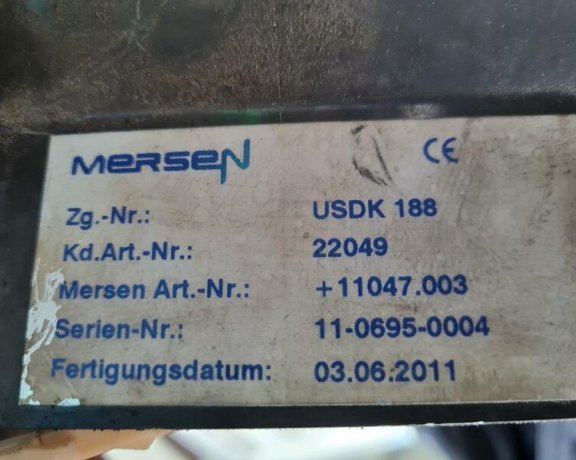 MERSEN CE
Zg.-Nr.: USDK 188
Kd.Art.-Nr.: 22049
Mersen Art.-Nr.: +11047.003
Serien-Nr.: 11-0695-0004
Fertigungsdatum: 03.06.2011